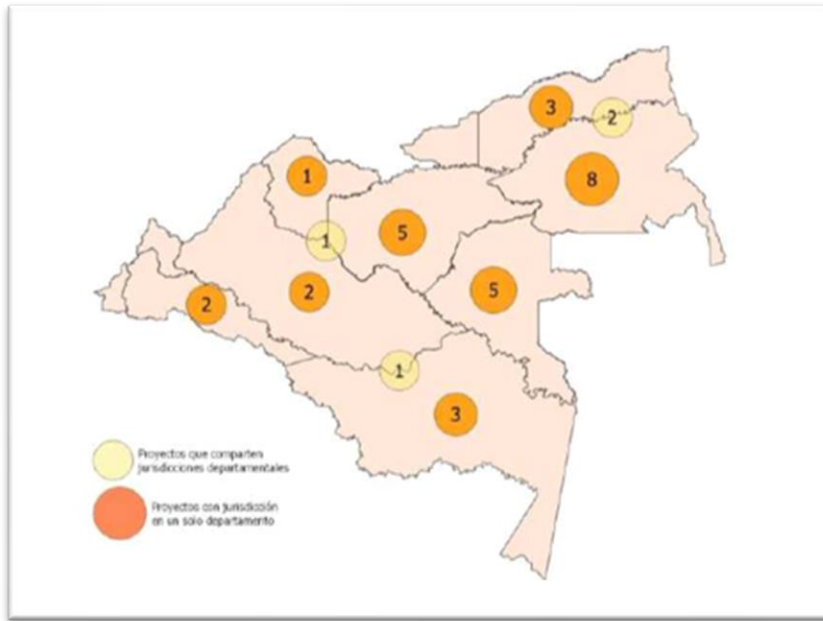 3
2
1
8
5
1
2
5
2
1
3
Proyectos que comparten
jurisdicciones departamentales
Proyectos con jurisdicción
en un solo departamento